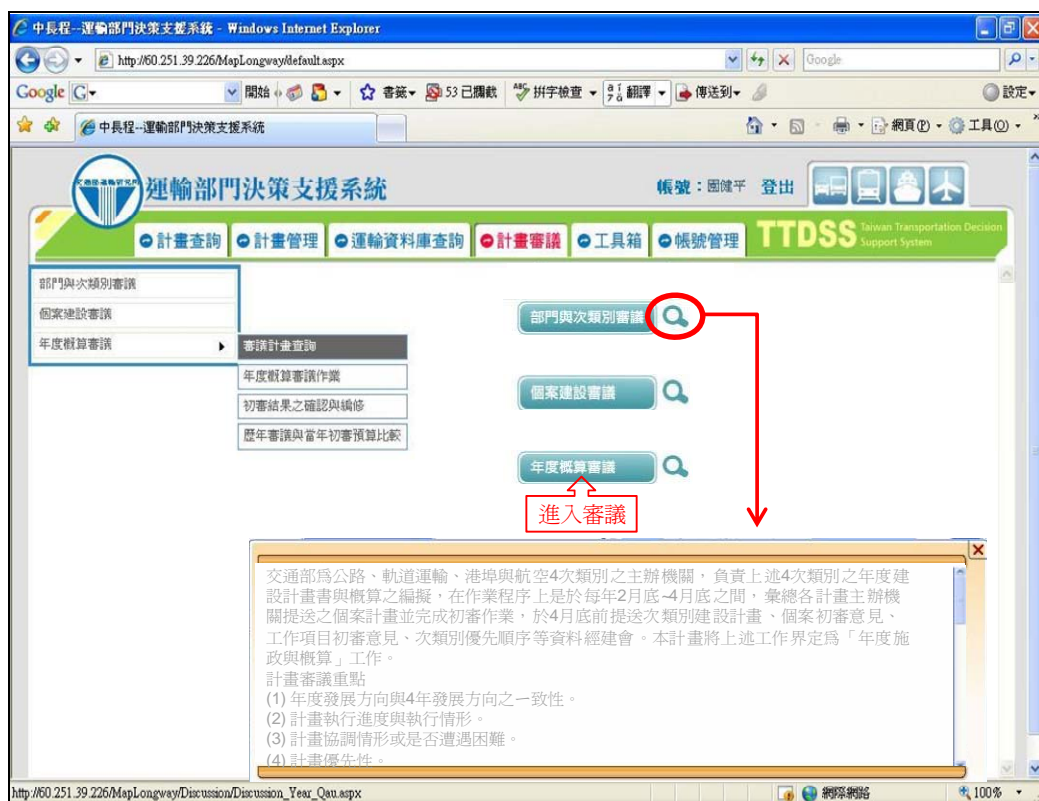 中長程--運輸部門決策支援系統 - Windows Internet Explorer
http://60.251.39.226/MapLongway/default.aspx
Google
Google
開始
書籤
53 已攔截
拼字檢查
翻譯
傳送到
設定
中長程--運輸部門決策支援系統
網頁(P)
工具(O)
運輸部門決策支援系統
帳號：
登出
計畫查詢
計畫管理
運輸資料庫查詢
計畫審議
工具箱
帳號管理
TTDSS
Taiwan Transportation Decision
Support System
部門與次類別審議
個案建設審議
年度概算審議
審議計畫查詢
年度概算審議作業
初審結果之確認與編修
歷年審議與當年初審預算比較
部門與次類別審議
個案建設審議
年度概算審議
進入審議
交通部為公路、軌道運輸、港埠與航空4次類別之主辦機關，負責上述4次類別之年度建
設計畫書與概算之編擬，在作業程序上是於每年2月底~4月底之間，彙總各計畫主辦機
關提送之個案計畫並完成初審作業，於4月底前提送次類別建設計畫、個案初審意見、
工作項目初審意見、次類別優先順序等資料經建會。本計畫將上述工作界定為「年度施
政與概算」工作。
計畫審議重點
(1) 年度發展方向與4年發展方向之一致性。
(2) 計畫執行進度與執行情形。
(3) 計畫協調情形或是否遭遇困難。
(4) 計畫優先性。
http://60.251.39.226/MapLongway/Discussion/Discussion_Year_Qau.aspx
網際網路
100%